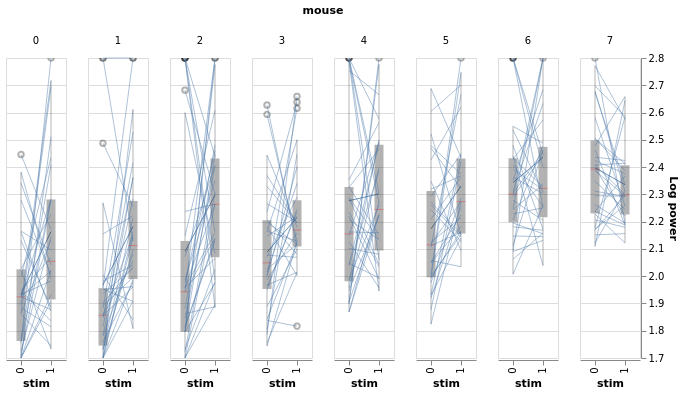 mouse
0 1 2 3 4 5 6 7
2.8
2.7
2.6
2.5
2.4
2.3
2.2
2.1
2.0
1.9
1.8
1.7
Log power
0 1 0 1 0 1 0 1 0 1 0 1 0 1 0 1
stim stim stim stim stim stim stim stim